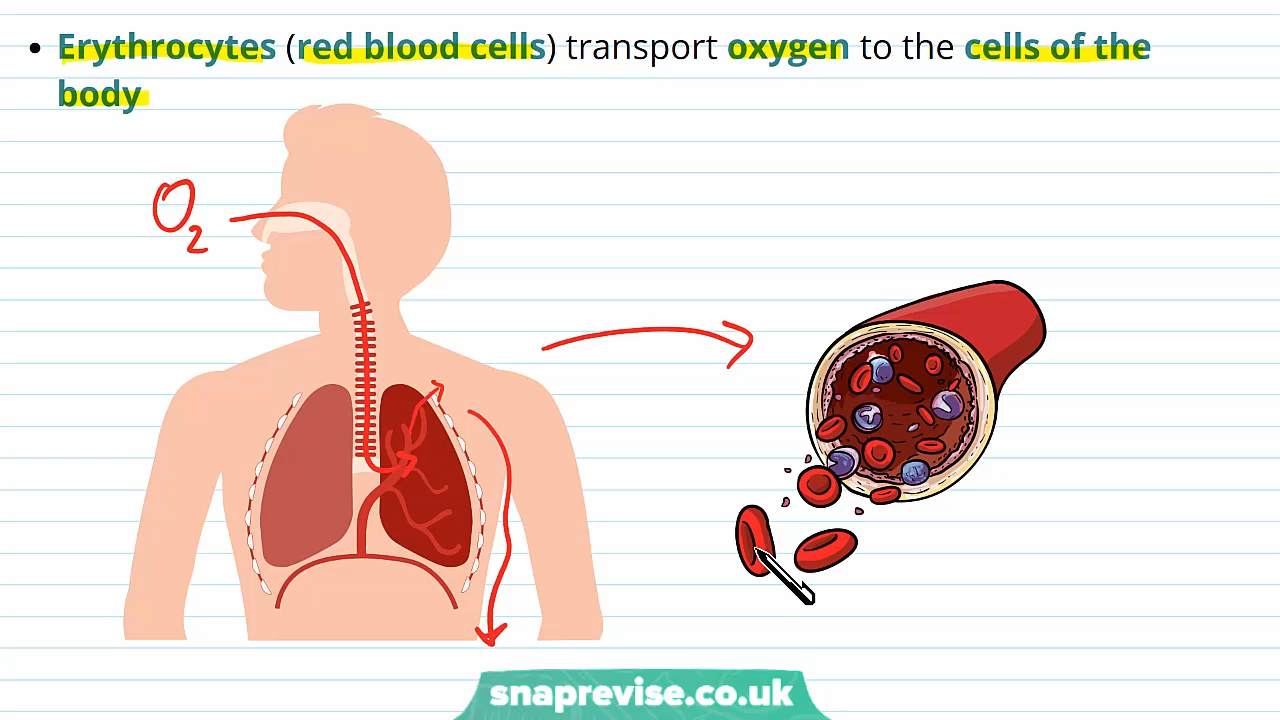 • Erythrocytes (red blood cells) transport oxygen to the cells of the
body
O2
snaprevise.co.uk